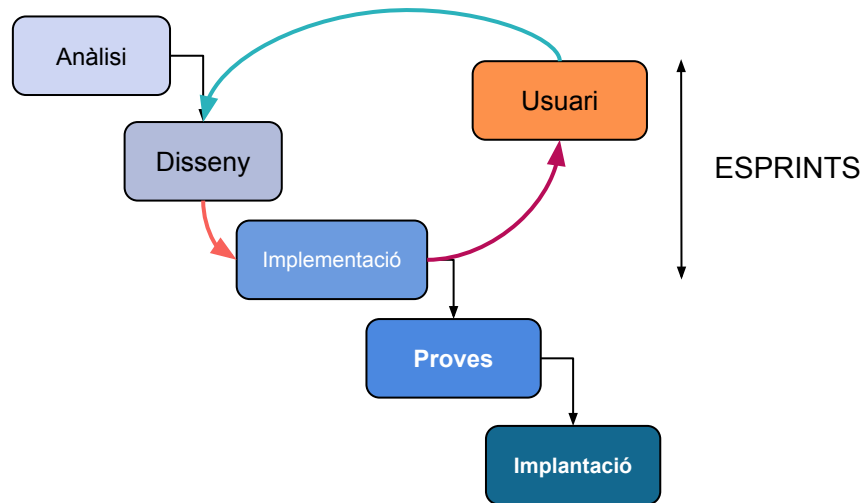 Anàlisi
Usuari
Disseny
ESPRINTS
Implementació
Proves
Implantació